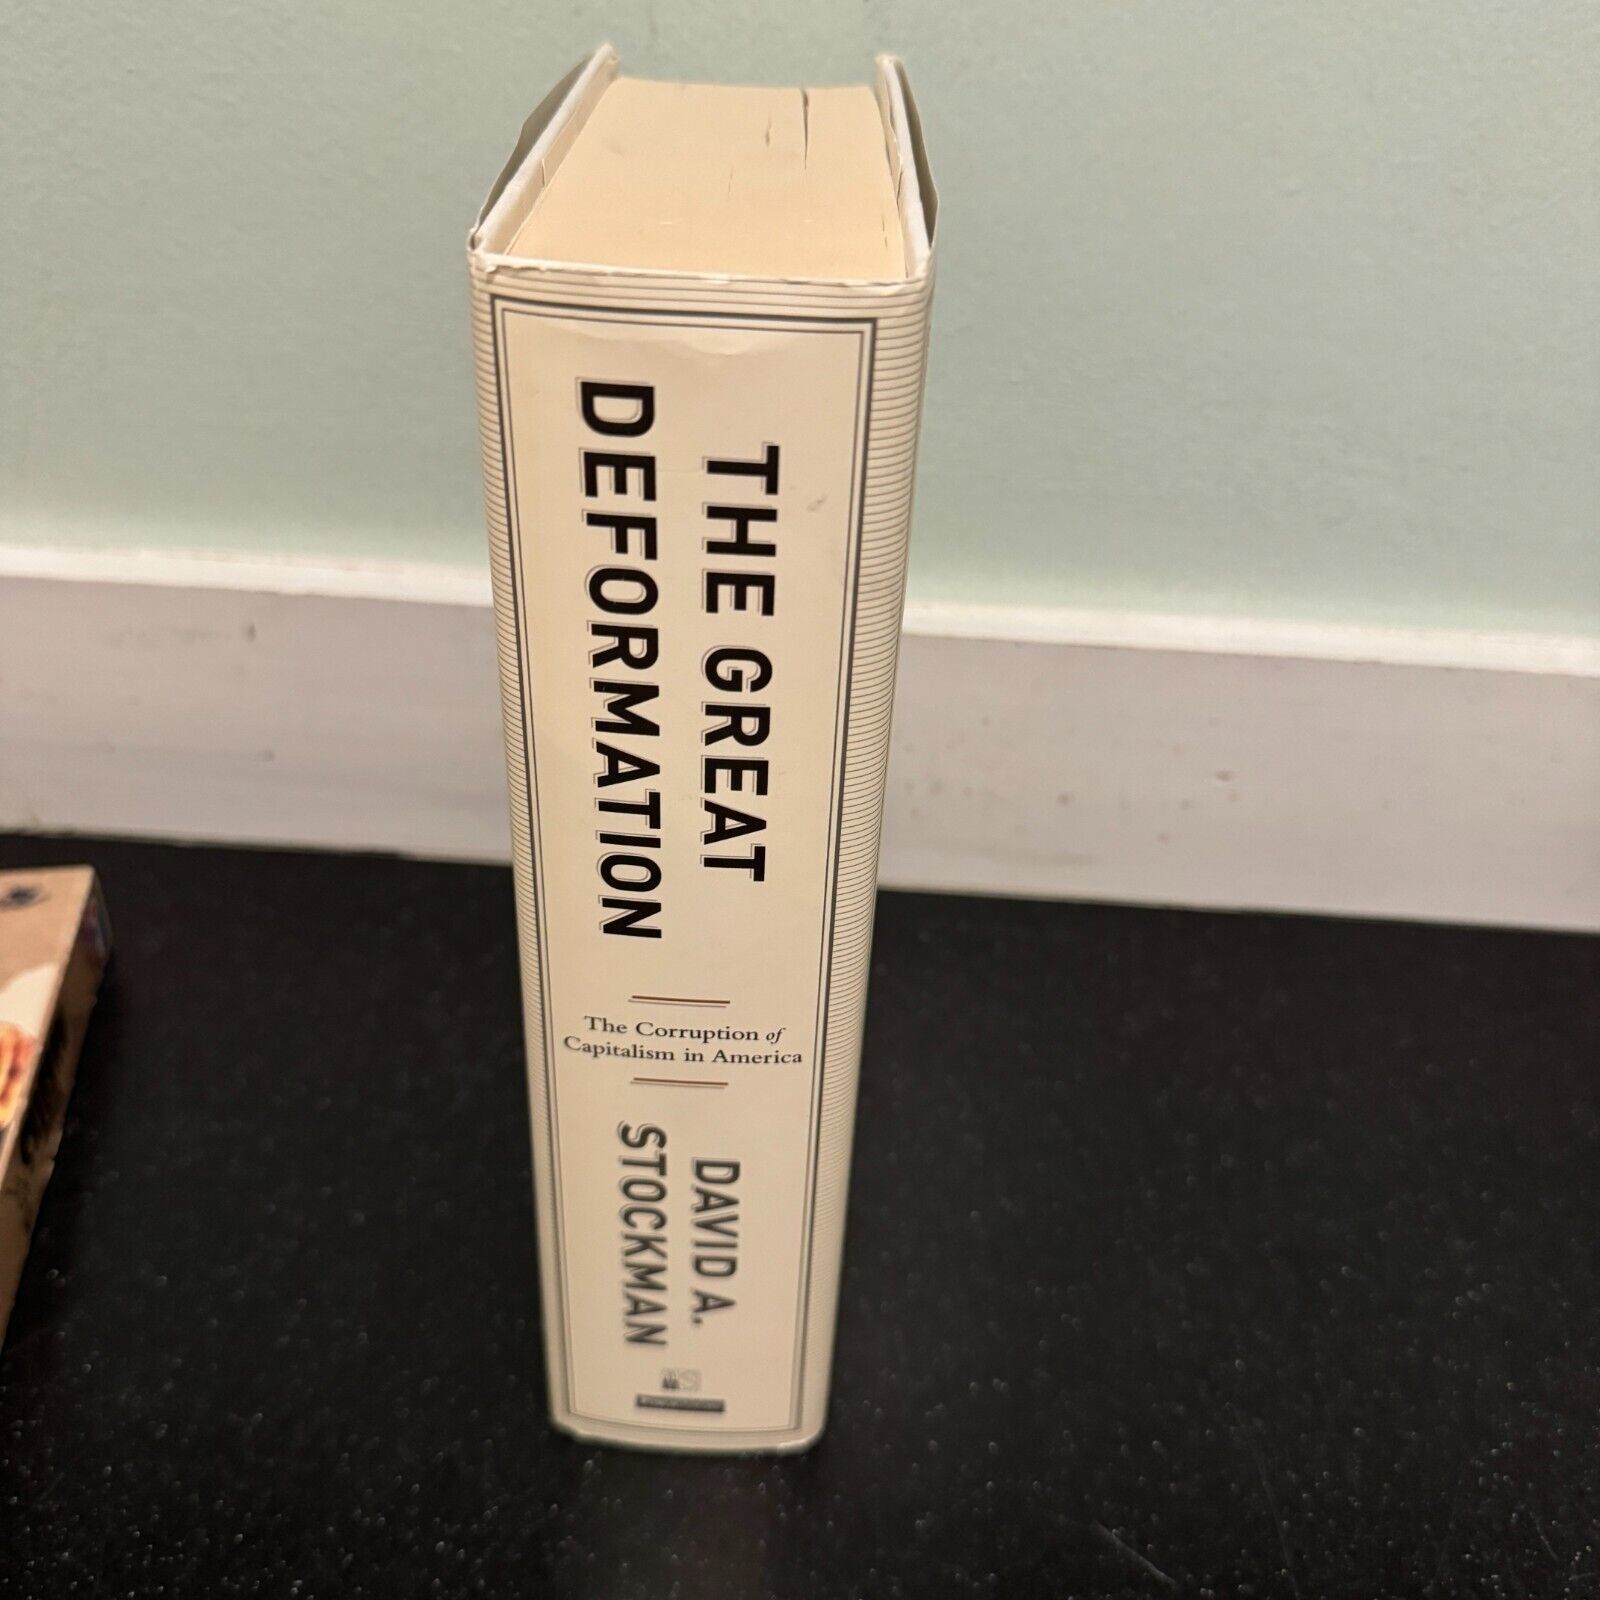 THE GREAT
DEFORMATION
The Corruption of
Capitalism in America
DAVID A.
STOCKMAN